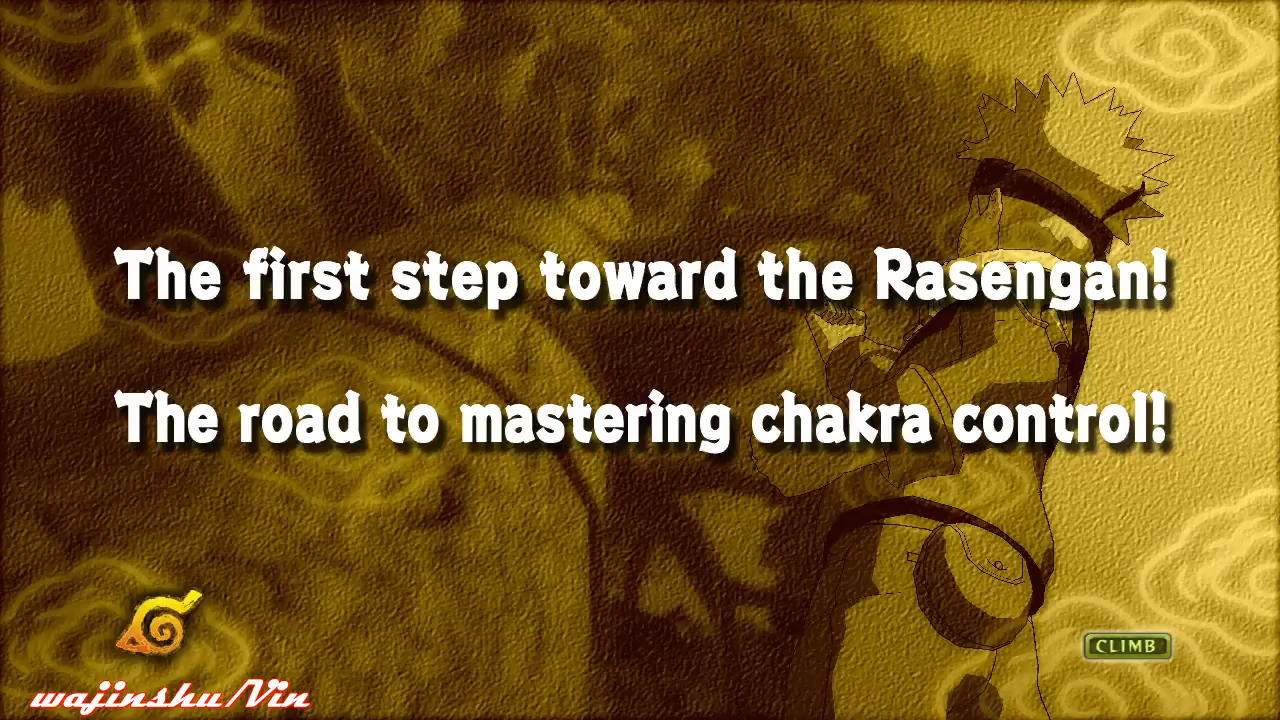 The first step toward the Rasengan!
The road to mastering chakra control!
CLIMB
wajinshu/Vin